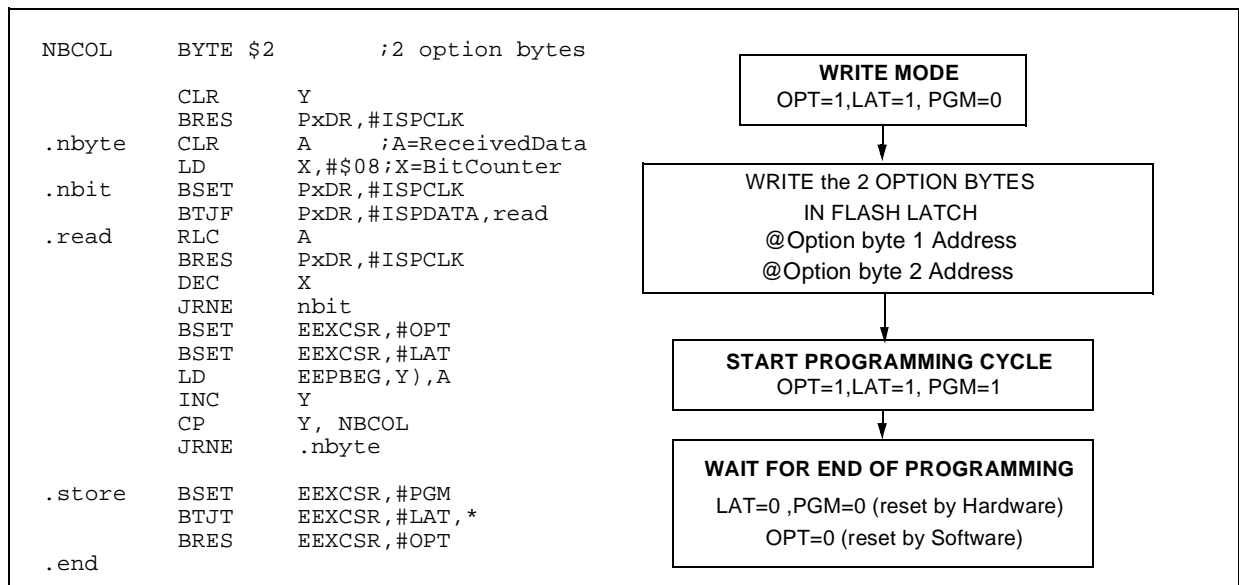 NBCOL BYTE $2 ;2 option bytes
CLR Y
BRES PxDR,#ISPCLK
.nbyte CLR A ;A=ReceivedData
LD X,#$08;X=BitCounter
.nbit BSET PxDR,#ISPCLK
BTJF PxDR,#ISPDATA,read
.read RLC A
BRES PxDR,#ISPCLK
DEC X
JRNE nbit
BSET EEXCSR,#OPT
BSET EEXCSR,#LAT
LD EEPBEG,Y),A
INC Y
CP Y, NBCOL
JRNE .nbyte
.store BSET EEXCSR,#PGM
BTJT EEXCSR,#LAT,*
BRES EEXCSR,#OPT
.end
WRITE MODE
OPT=1,LAT=1, PGM=0
WRITE the 2 OPTION BYTES
IN FLASH LATCH
@Option byte 1 Address
@Option byte 2 Address
START PROGRAMMING CYCLE
OPT=1,LAT=1, PGM=1
WAIT FOR END OF PROGRAMMING
LAT=0 ,PGM=0 (reset by Hardware)
OPT=0 (reset by Software)